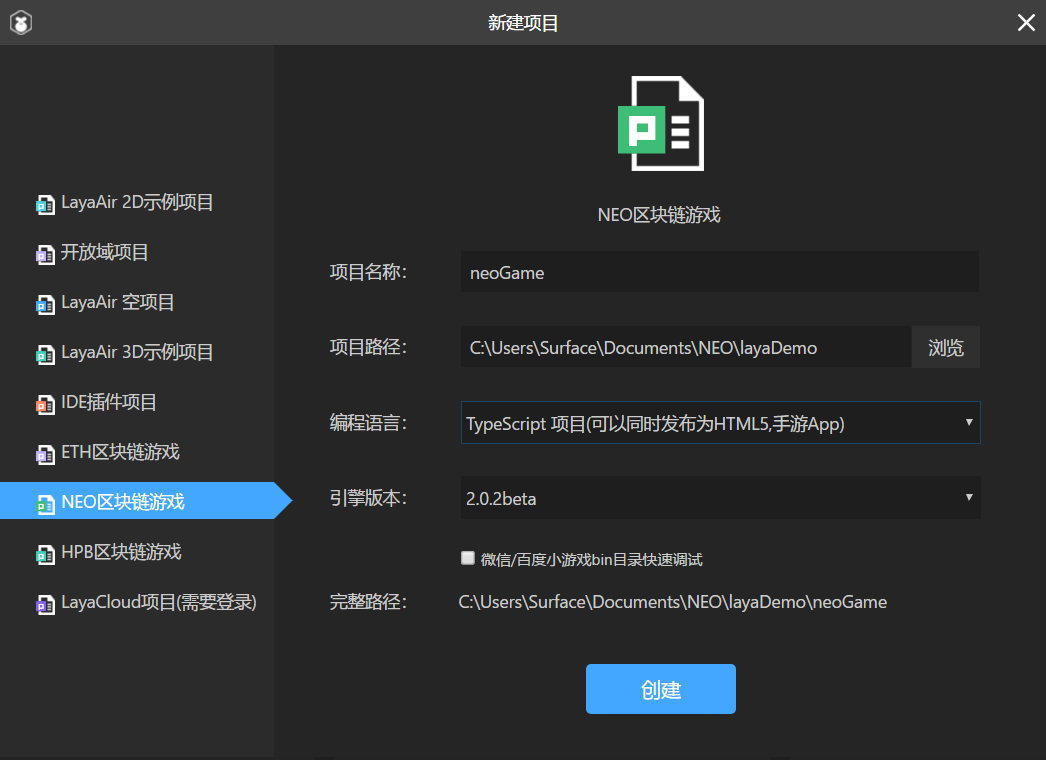 新建项目
LayaAir 2D示例项目
开放域项目
LayaAir 空项目
LayaAir 3D示例项目
IDE插件项目
ETH区块链游戏
NEO区块链游戏
HPB区块链游戏
LayaCloud项目(需要登录)
NEO区块链游戏
项目名称： neoGame
项目路径： C:\Users\Surface\Documents\NEO\layaDemo 浏览
编程语言： TypeScript 项目(可以同时发布为HTML5,手游App)
引擎版本： 2.0.2beta
微信/百度小游戏bin目录快速调试
完整路径： C:\Users\Surface\Documents\NEO\layaDemo\neoGame
创建